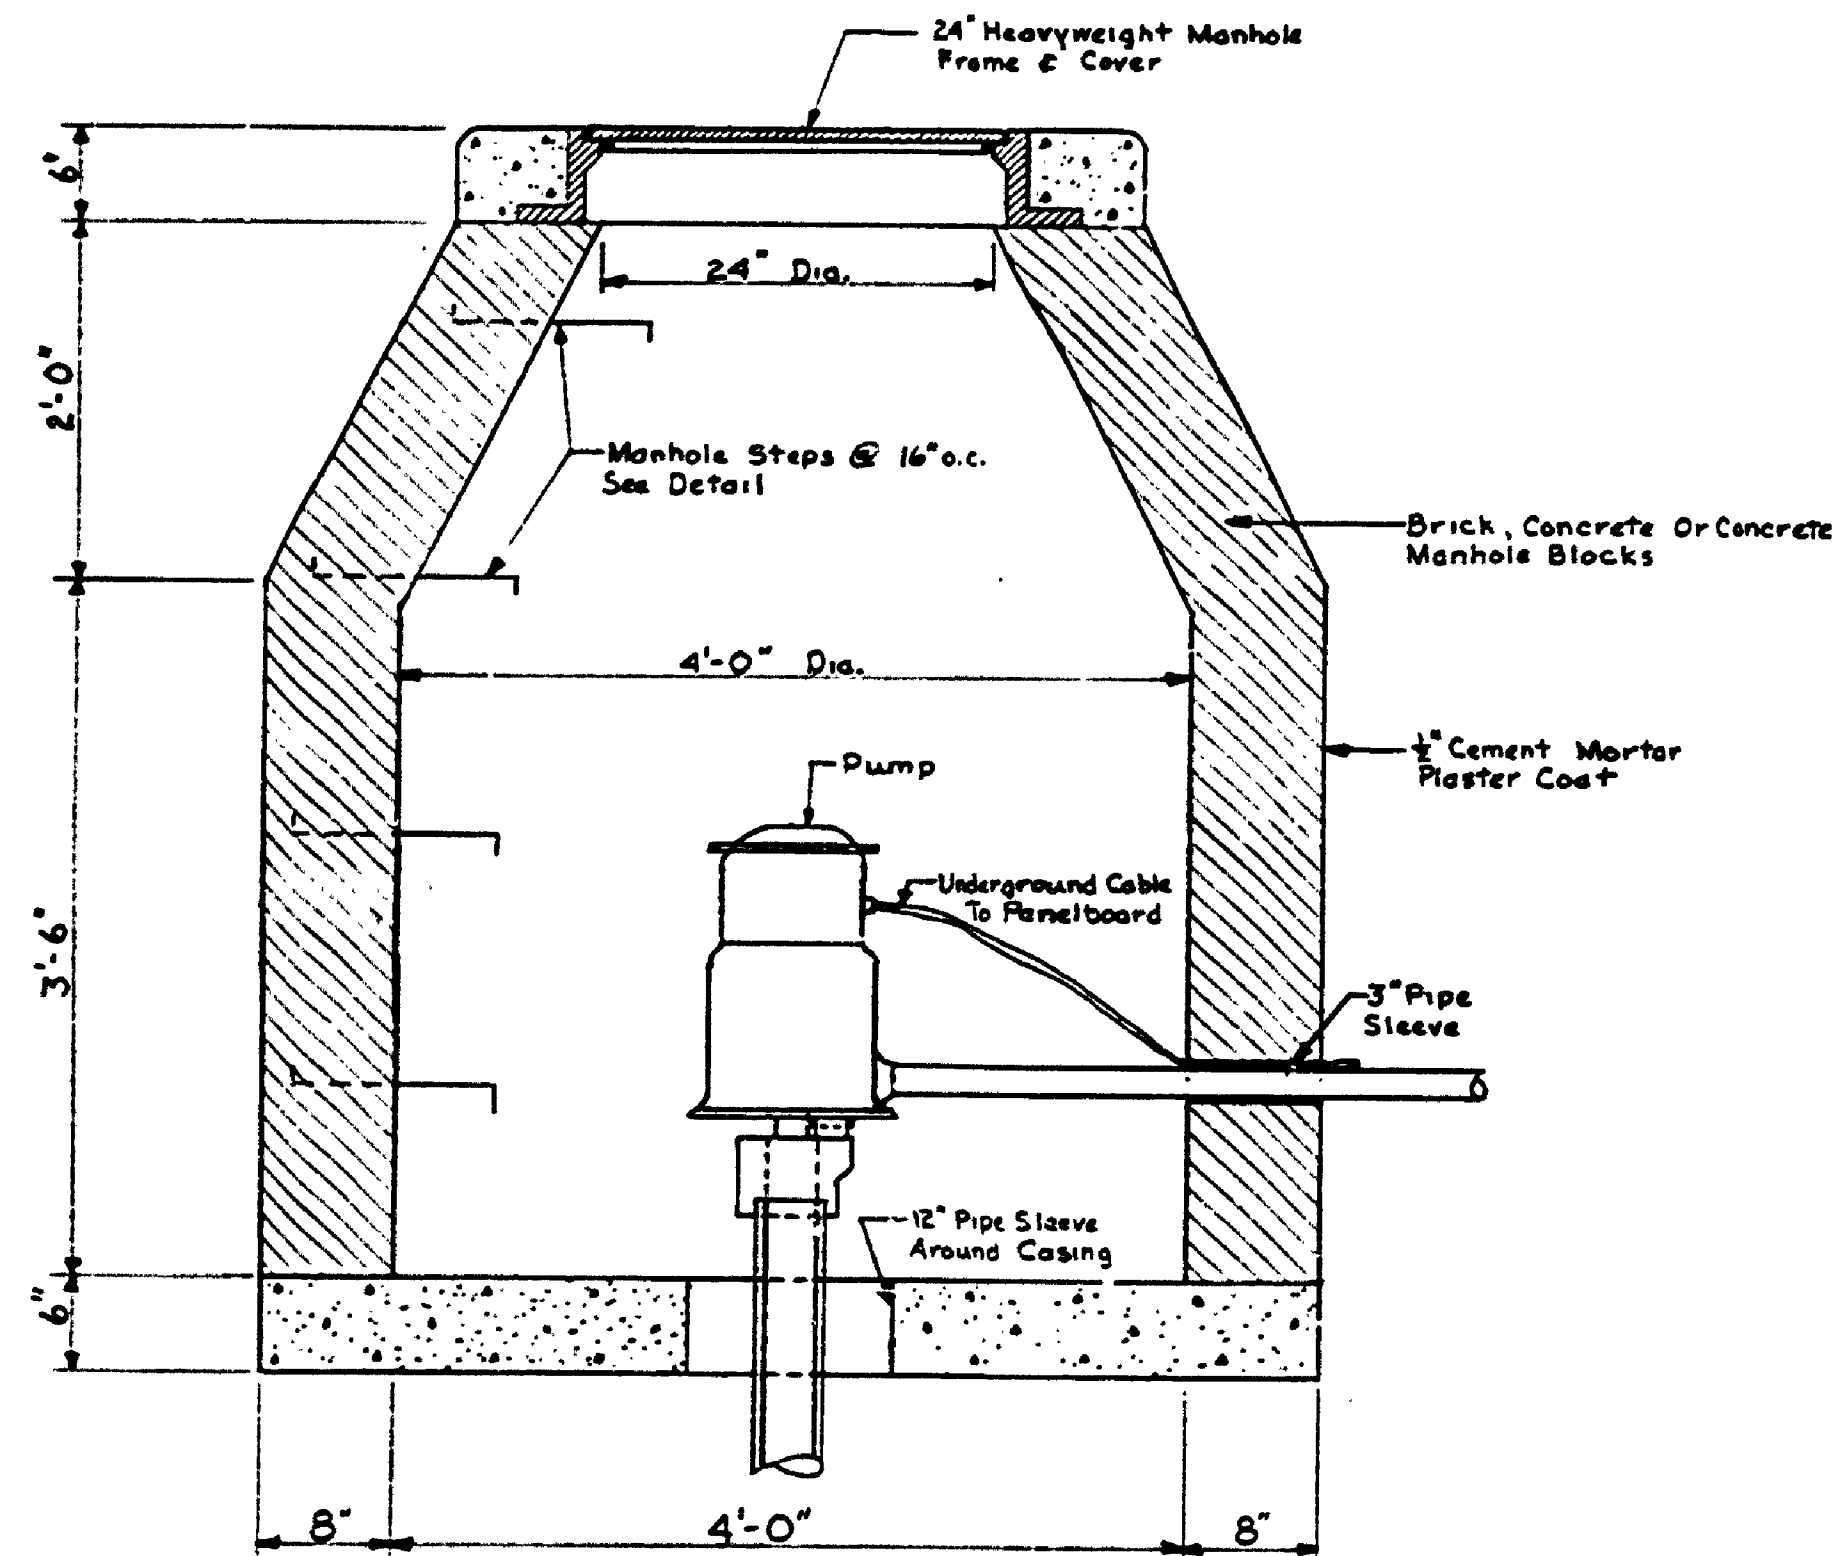 24" Heavyweight Manhole
Frame & Cover
6"
24" Dia.
2'-0"
Manhole Steps @ 16" o.c.
See Detail
Brick, Concrete Or Concrete
Manhole Blocks
4'-0" Dia.
½" Cement Mortar
Plaster Coat
Pump
Underground Cable
To Panelboard
3'-6"
3" Pipe
Sleeve
12" Pipe Sleeve
Around Casing
6"
8"
4'-0"
8"